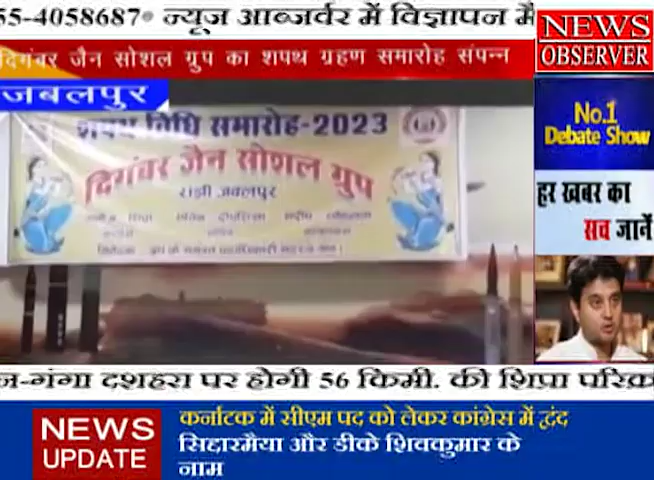 55-4058687॰ न्यूज आब्जर्वर में विज्ञापन
NEWS
OBSERVER
दिगंबर जैन सोशल ग्रुप का शपथ ग्रहण समारोह संपन्न
जबलपुर
शपथ विधि समारोह-2023
दिगंबर जैन सोशल ग्रुप
रांझी जबलपुर
No.1
Debate Show
हर खबर का
सच जानें
न-गंगा दशहरा पर होगी 56 किमी. की शिप्रा परिक्र
NEWS
UPDATE
कर्नाटक में सीएम पद को लेकर कांग्रेस में द्वंद
सिद्दारमैया और डीके शिवकुमार के
नाम